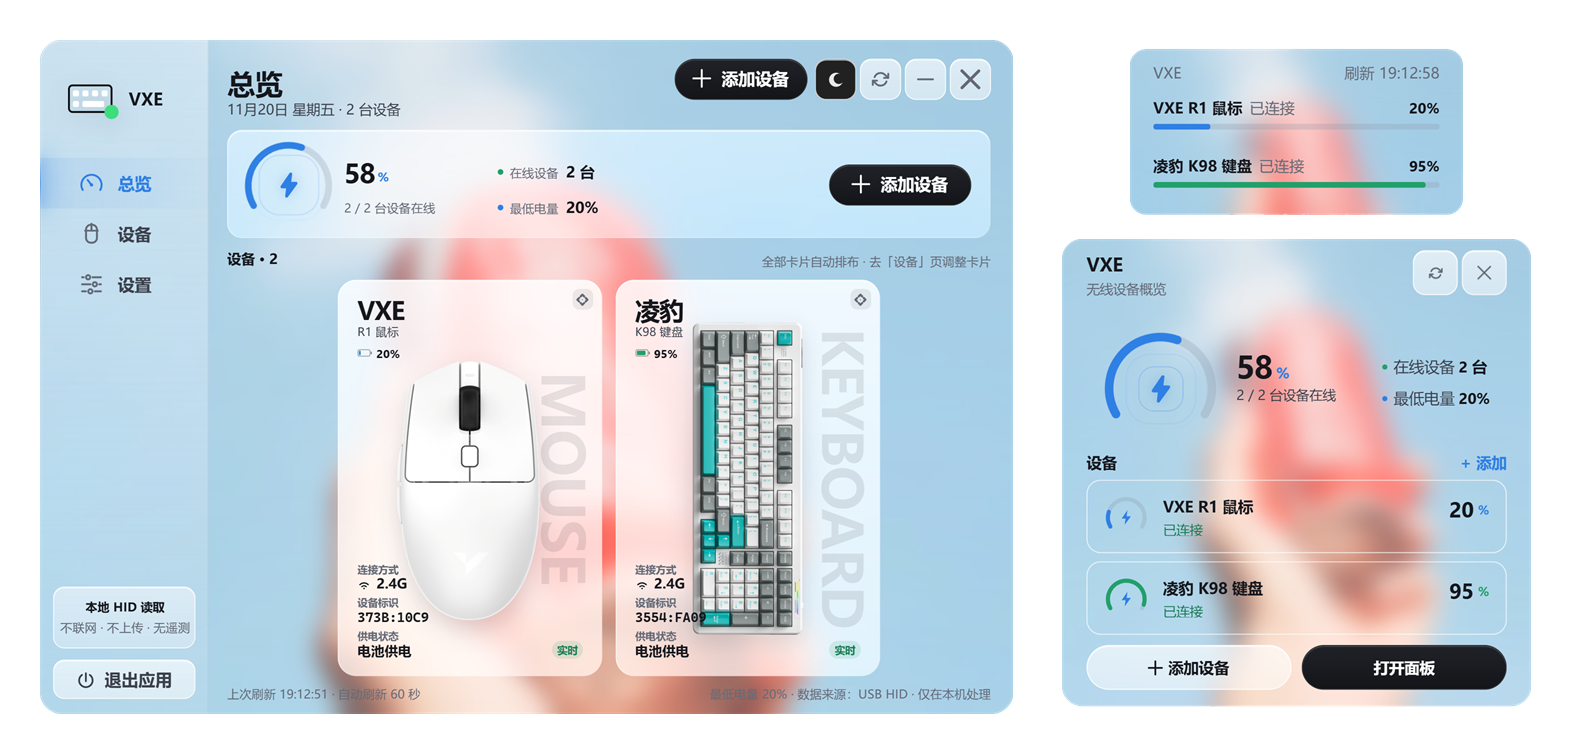 VXE
总览
设备
设置
本地 HID 读取
不联网 · 不上传 · 无遥测
退出应用
总览
11月20日 星期五 · 2 台设备
添加设备
58 %
2 / 2 台设备在线
在线设备 2 台
最低电量 20%
添加设备
设备 • 2
全部卡片自动排布 · 去「设备」页调整卡片
VXE
R1 鼠标
20%
MOUSE
连接方式
2.4G
设备标识
373B:10C9
供电状态
电池供电
实时
凌豹
K98 键盘
95%
KEYBOARD
连接方式
2.4G
设备标识
3554:FA09
供电状态
电池供电
实时
上次刷新 19:12:51 · 自动刷新 60 秒
最低电量 20% · 数据来源：USB HID · 仅在本机处理
VXE
刷新 19:12:58
VXE R1 鼠标 已连接 20%
凌豹 K98 键盘 已连接 95%
VXE
无线设备概览
58 %
2 / 2 台设备在线
在线设备 2 台
最低电量 20%
设备
+ 添加
VXE R1 鼠标
已连接
20 %
凌豹 K98 键盘
已连接
95 %
添加设备
打开面板